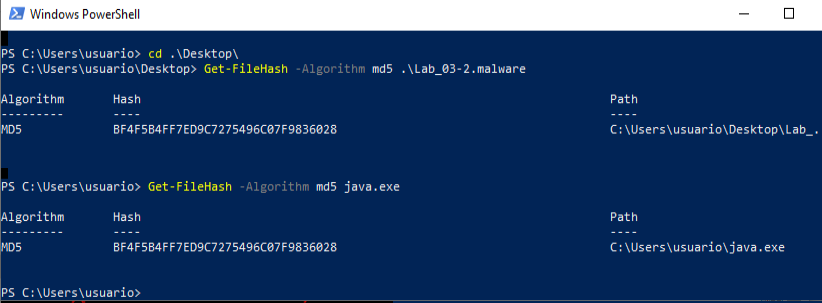 Windows PowerShell
PS C:\Users\usuario> cd .\Desktop\
PS C:\Users\usuario\Desktop> Get-FileHash -Algorithm md5 .\Lab_03-2.malware
Algorithm Hash Path
--------- ---- ----
MD5 BF4F5B4FF7ED9C7275496C07F9836028 C:\Users\usuario\Desktop\Lab_.
PS C:\Users\usuario> Get-FileHash -Algorithm md5 java.exe
Algorithm Hash Path
--------- ---- ----
MD5 BF4F5B4FF7ED9C7275496C07F9836028 C:\Users\usuario\java.exe
PS C:\Users\usuario>